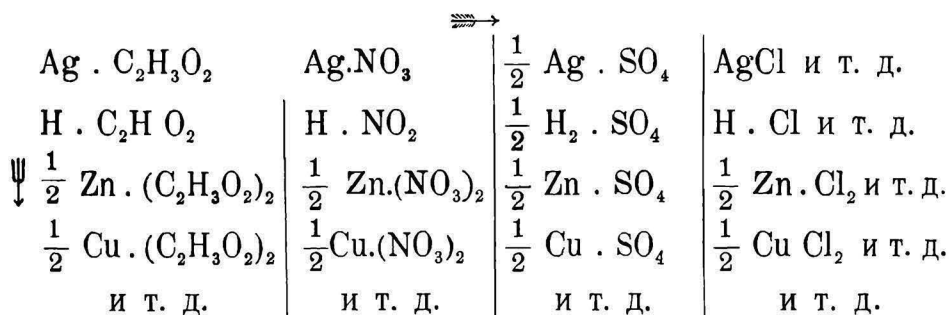 Ag . C₂H₃O₂ Ag.NO₃ ½ Ag . SO₄ AgCl и т. д.
H . C₂H O₂ H . NO₂ ½ H₂ . SO₄ H . Cl и т. д.
½ Zn . (C₂H₃O₂)₂ ½ Zn.(NO₃)₂ ½ Zn . SO₄ ½ Zn . Cl₂ и т. д.
½ Cu . (C₂H₃O₂)₂ ½ Cu.(NO₃)₂ ½ Cu . SO₄ ½ Cu Cl₂ и т. д.
и т. д. и т. д. и т. д. и т. д.